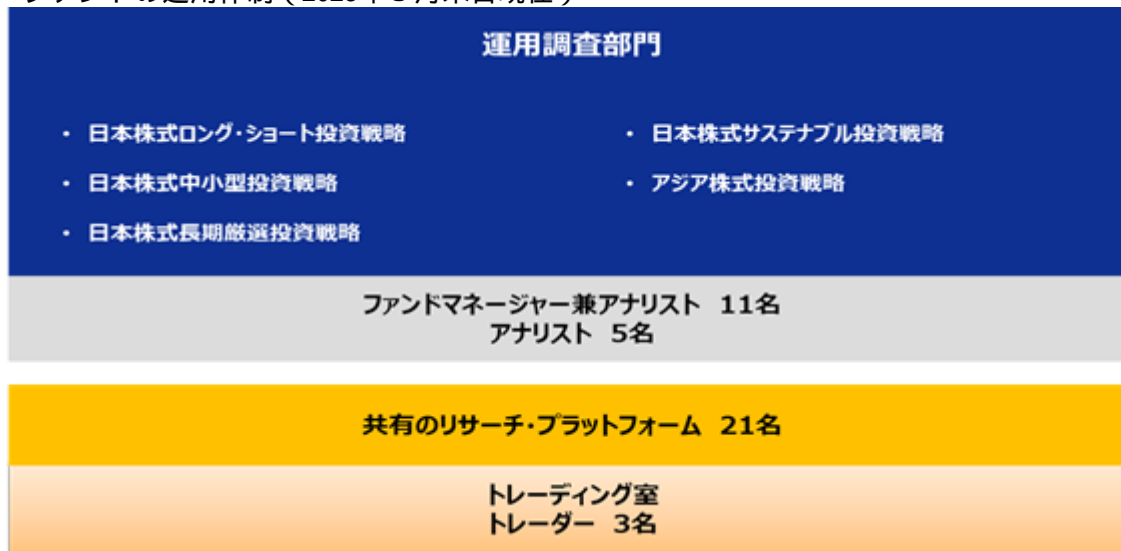 運用調査部門
・ 日本株式ロング・ショート投資戦略
・ 日本株式サステナブル投資戦略
・ 日本株式中小型投資戦略
・ アジア株式投資戦略
・ 日本株式長期厳選投資戦略
ファンドマネージャー兼アナリスト 11名
アナリスト 5名
共有のリサーチ・プラットフォーム 21名
トレーディング室
トレーダー 3名